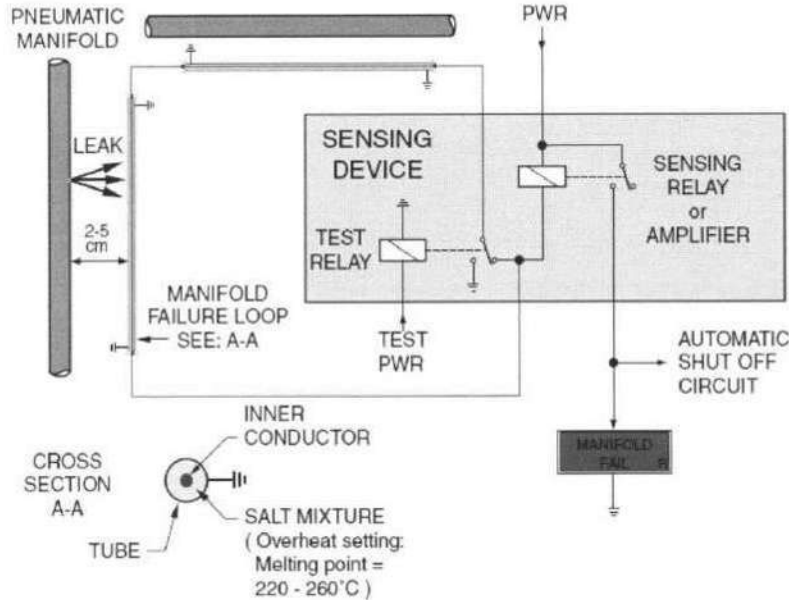 PNEUMATIC
MANIFOLD
PWR
LEAK
2-5
cm
SENSING
DEVICE
SENSING
RELAY
or
AMPLIFIER
TEST
RELAY
MANIFOLD
FAILURE LOOP
SEE: A-A
TEST
PWR
AUTOMATIC
SHUT OFF
CIRCUIT
MANIFOLD
FAIL R
INNER
CONDUCTOR
CROSS
SECTION
A-A
TUBE
SALT MIXTURE
( Overheat setting:
Melting point =
220 - 260°C )